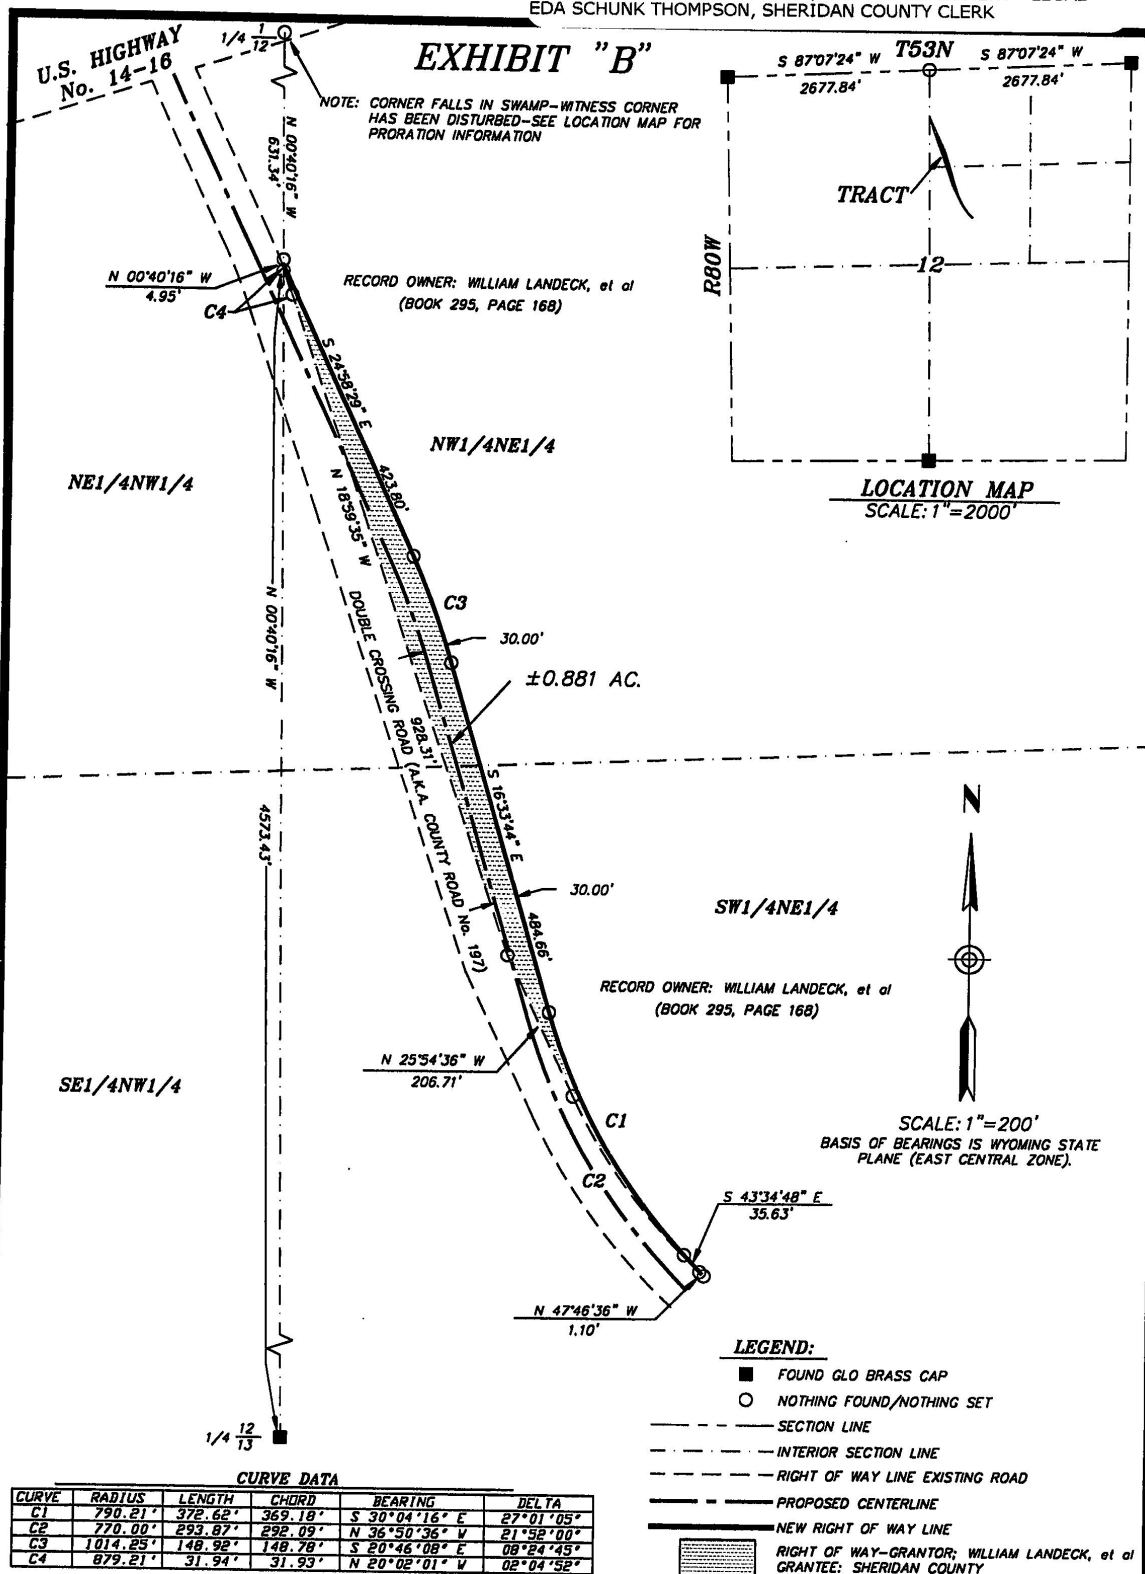 EDA SCHUNK THOMPSON, SHERIDAN COUNTY CLERK
EXHIBIT "B"
U.S. HIGHWAY
No. 14-16
1/4 1/12
NOTE: CORNER FALLS IN SWAMP-WITNESS CORNER
HAS BEEN DISTURBED-SEE LOCATION MAP FOR
PRORATION INFORMATION
N 00°40'16" W
631.34'
S 87°07'24" W
2677.84'
T53N
S 87°07'24" W
2677.84'
TRACT
R80W
12
LOCATION MAP
SCALE: 1"=2000'
N 00°40'16" W
4.95'
C4
RECORD OWNER: WILLIAM LANDECK, et al
(BOOK 295, PAGE 168)
S 24°58'29" E
423.80'
NW1/4NE1/4
NE1/4NW1/4
N 18°59'35" W
928.31'
N 00°40'16" W
4573.43'
C3
30.00'
±0.881 AC.
DOUBLE CROSSING ROAD (A.K.A. COUNTY ROAD No. 197)
S 16°33'44" E
484.66'
30.00'
N
SW1/4NE1/4
RECORD OWNER: WILLIAM LANDECK, et al
(BOOK 295, PAGE 168)
N 25°54'36" W
206.71'
SE1/4NW1/4
C1
C2
SCALE: 1"=200'
BASIS OF BEARINGS IS WYOMING STATE
PLANE (EAST CENTRAL ZONE).
S 43°34'48" E
35.63'
N 47°46'36" W
1.10'
1/4 12/13
LEGEND:
FOUND GLO BRASS CAP
NOTHING FOUND/NOTHING SET
SECTION LINE
INTERIOR SECTION LINE
RIGHT OF WAY LINE EXISTING ROAD
PROPOSED CENTERLINE
NEW RIGHT OF WAY LINE
RIGHT OF WAY-GRANTOR; WILLIAM LANDECK, et al
GRANTEE: SHERIDAN COUNTY
CURVE DATA
CURVE RADIUS LENGTH CHORD BEARING DELTA
C1 790.21' 372.62' 369.18' S 30°04'16" E 27°01'05"
C2 770.00' 293.87' 292.09' N 36°50'36" W 21°52'00"
C3 1014.25' 148.92' 148.78' S 20°46'08" E 08°24'45"
C4 879.21' 31.94' 31.93' N 20°02'01" W 02°04'52"